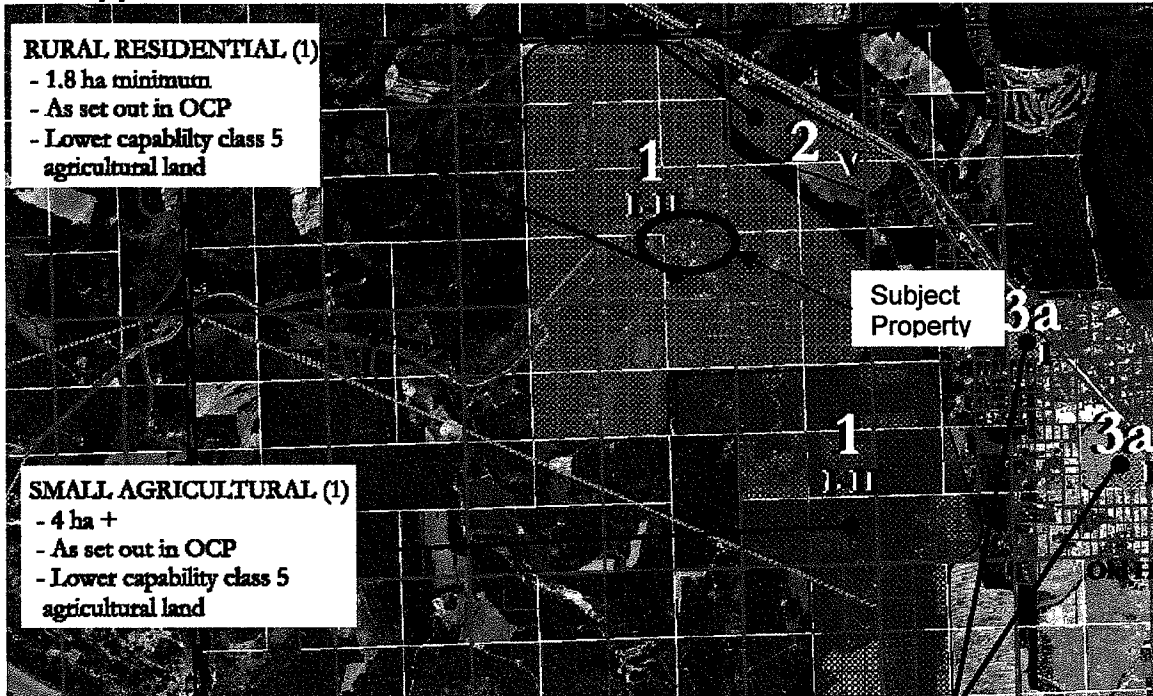 RURAL RESIDENTIAL (1)
- 1.8 ha minimum
- As set out in OCP
- Lower capability class 5
agricultural land
2
V
1
Subject
Property
3a
1
3a
SMALL AGRICULTURAL (1)
- 4 ha +
- As set out in OCP
- Lower capability class 5
agricultural land